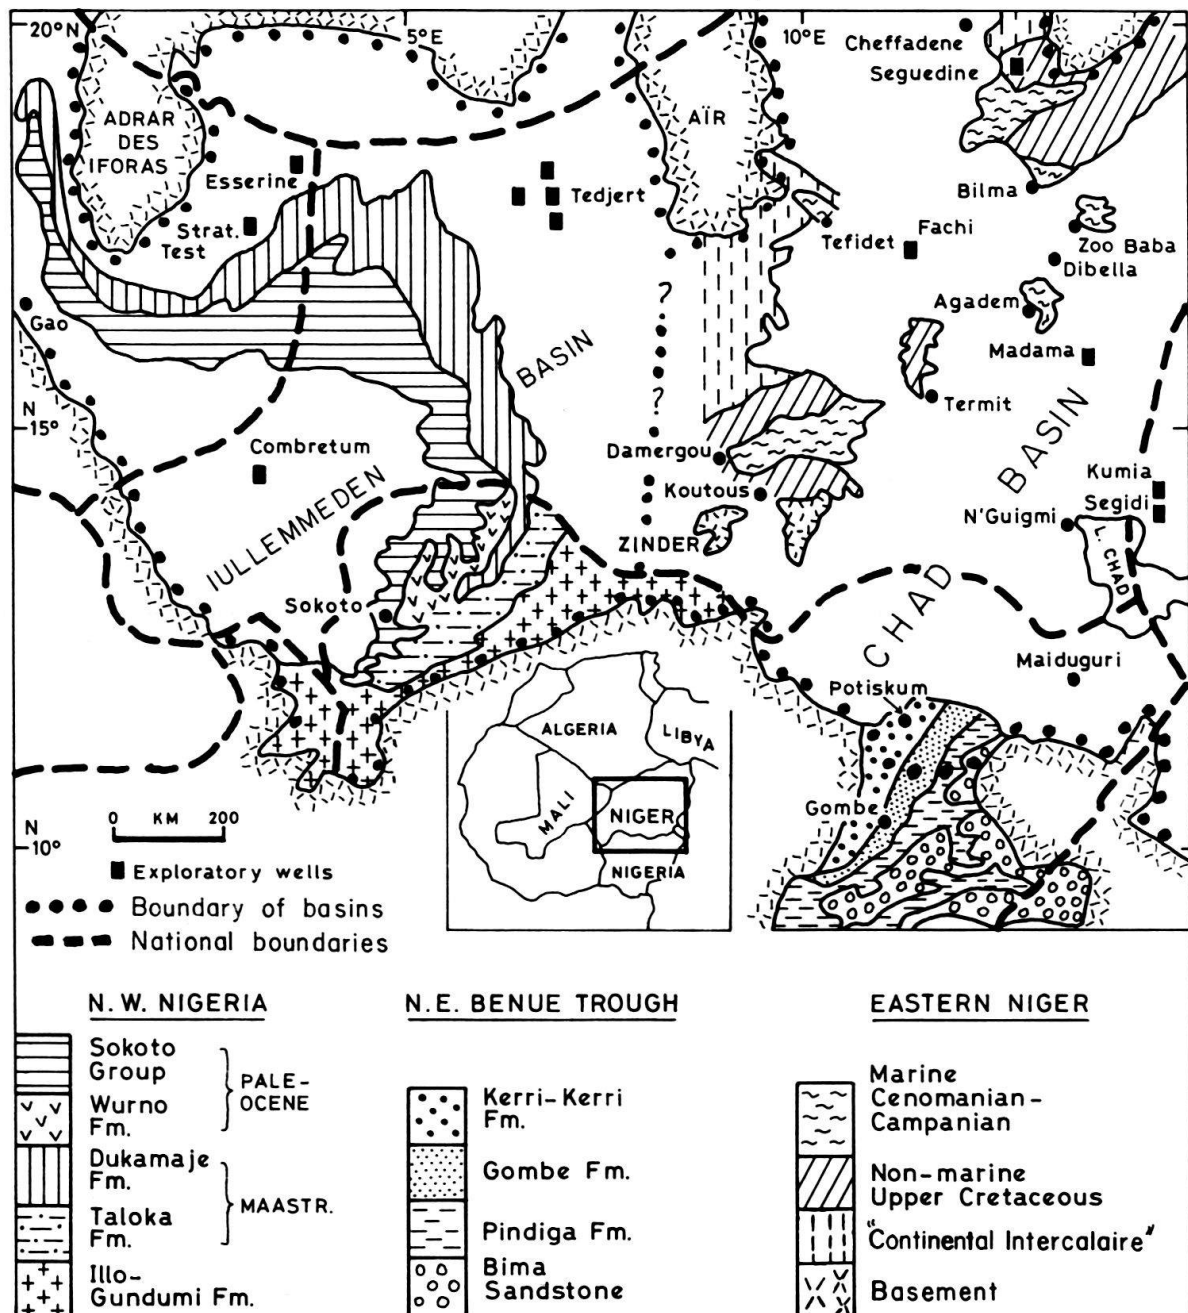 20°N
5°E
10°E
Cheffadene
Seguedine
ADRAR
DES
IFORAS
AÏR
Esserine
Tedjert
Bilma
Strat.
Test
Tefidet
Fachi
Zoo Baba
Dibella
Gao
Agadem
Madama
BASIN
Termit
N
15°
Combretum
Damergou
BASIN
Kumia
Segidi
Koutous
N'Guigmi
IULLEMMEDEN
ZINDER
L. CHAD
Sokoto
CHAD
Maiduguri
Potiskum
ALGERIA
LIBYA
MALI
NIGER
NIGERIA
Gombe
0 KM 200
N
10°
Exploratory wells
Boundary of basins
National boundaries
N.W. NIGERIA
Sokoto
Group
Wurno
Fm.
PALE-
OCENE
Dukamaje
Fm.
Taloka
Fm.
MAASTR.
Illo-
Gundumi Fm.
N.E. BENUE TROUGH
Kerri-Kerri
Fm.
Gombe Fm.
Pindiga Fm.
Bima
Sandstone
EASTERN NIGER
Marine
Cenomanian-
Campanian
Non-marine
Upper Cretaceous
"Continental Intercalaire"
Basement